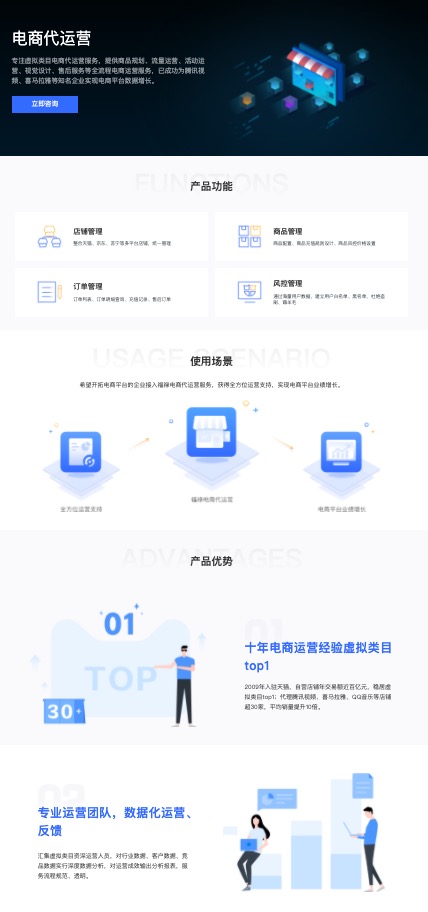 电商代运营
专注虚拟类目电商代运营服务，提供商品规划、流量运营、活动运
营、视觉设计、售后服务等全流程电商运营服务，已成功为腾讯视
频、喜马拉雅等知名企业实现电商平台数据增长。
立即咨询
FUNCTIONS
产品功能
店铺管理
整合天猫、京东、苏宁等多平台店铺，统一管理
商品管理
商品配置、商品充值规则设计、商品风控价格设置
订单管理
订单列表、订单明细查询、充值记录、售后订单
风控管理
通过海量用户数据，建立用户白名单、黑名单，杜绝盗
刷、薅羊毛
USAGE SCENARIO
使用场景
希望开拓电商平台的企业接入福禄电商代运营服务，获得全方位运营支持，实现电商平台业绩增长。
全方位运营支持
福禄电商代运营
电商平台业绩增长
ADVANTAGES
产品优势
01
TOP
30+
01
十年电商运营经验虚拟类目
top1
2009年入驻天猫，自营店铺年交易额近百亿元，稳居虚
拟类目top1；代理腾讯视频、喜马拉雅、QQ音乐等店铺
超30家，平均销量提升10倍。
02
专业运营团队，数据化运营、
反馈
汇集虚拟类目资深运营人员，对行业数据、客户数据、竞
品数据实行深度数据分析，对运营成效输出分析报表，服
务流程规范、透明。